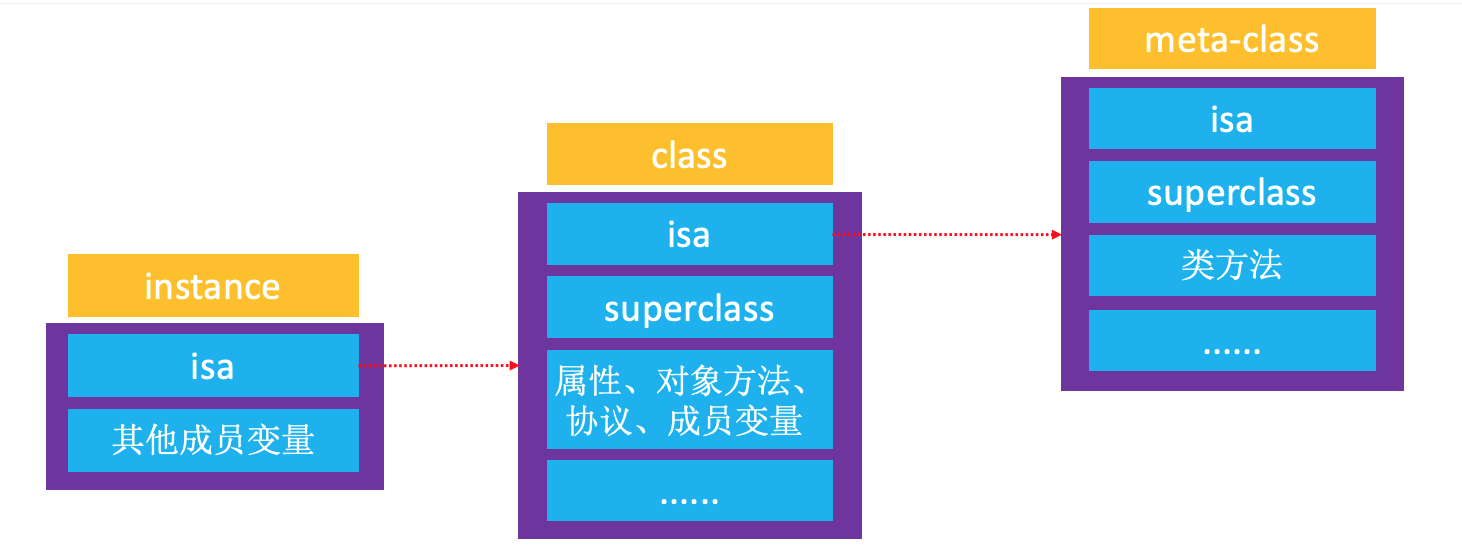 instance
isa
其他成员变量
class
isa
superclass
属性、对象方法、
协议、成员变量
......
meta-class
isa
superclass
类方法
......